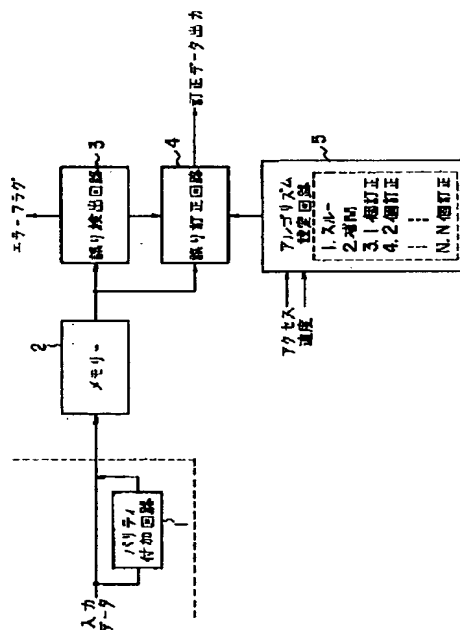 入力
データ
パリティ
付加回路
1
2
メモリー
エラーフラグ
誤り検出回路
3
誤り訂正回路
4
訂正データ出力
アクセス
速度
アルゴリズム
設定回路
5
1.スルー
2.補間
3.1個訂正
4.2個訂正
N.N個訂正